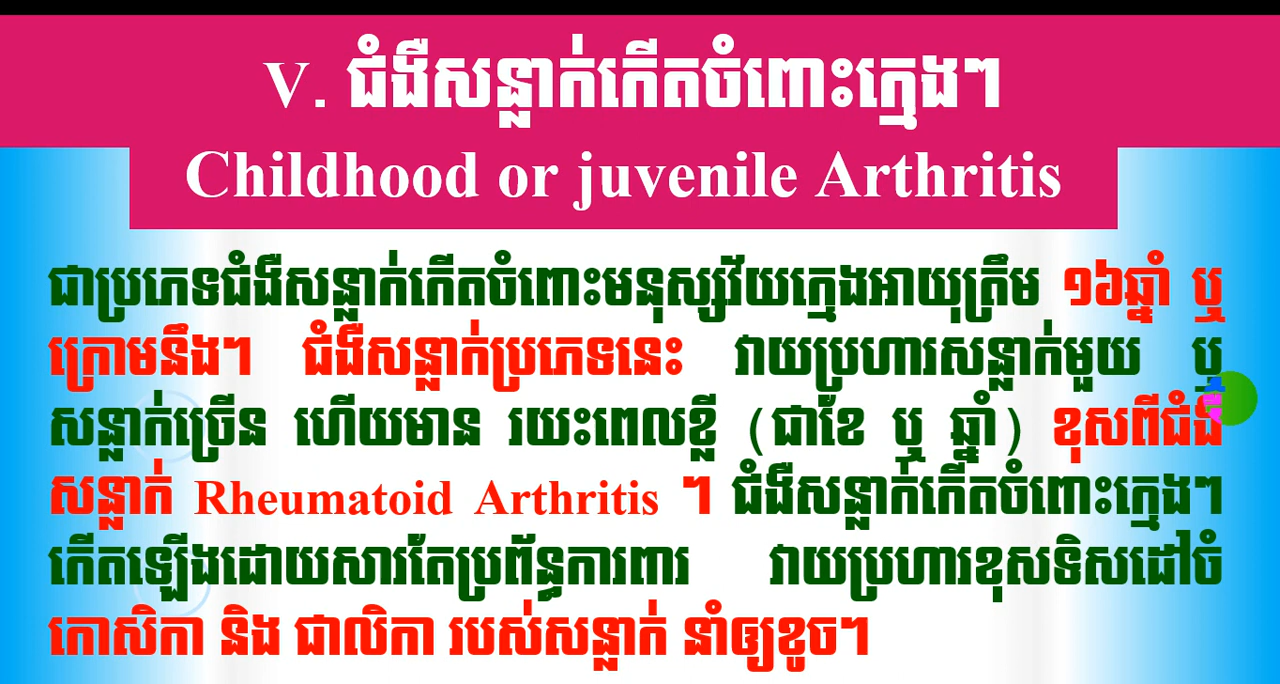 V. ជំងឺសន្លាក់កើតចំពោះក្មេងៗ
Childhood or juvenile Arthritis
ជាប្រភេទជំងឺសន្លាក់កើតចំពោះមនុស្សវ័យក្មេងអាយុត្រឹម ១៦ឆ្នាំ ឬ
ក្រោមនឹង។ ជំងឺសន្លាក់ប្រភេទនេះ វាយប្រហារសន្លាក់មួយ ឬ
សន្លាក់ច្រើន ហើយមាន រយះពេលខ្លី (ជាខែ ឬ ឆ្នាំ) ខុសពីជំងឺ
សន្លាក់ Rheumatoid Arthritis ។ ជំងឺសន្លាក់កើតចំពោះក្មេងៗ
កើតឡើងដោយសារតែប្រព័ន្ធការពារ វាយប្រហារខុសទិសដៅចំ
កោសិកា និង ជាលិកា របស់សន្លាក់ នាំឲ្យខូច។